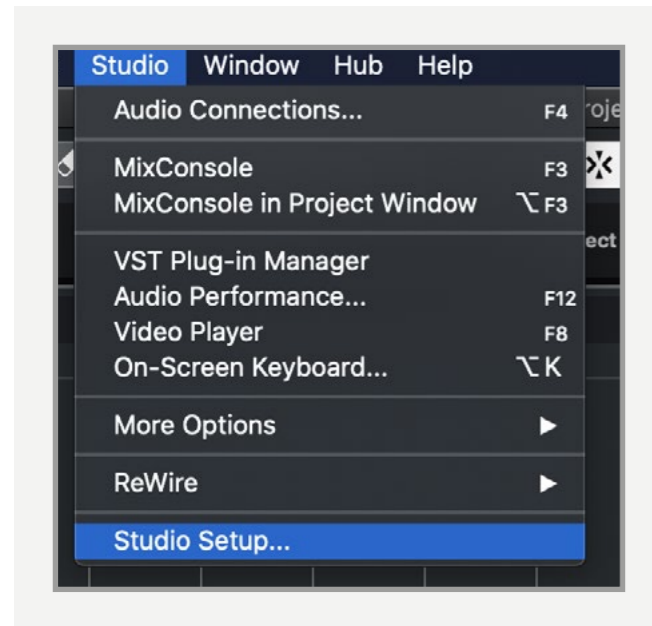 Studio Window Hub Help
Audio Connections... F4
MixConsole F3
MixConsole in Project Window ⌥ F3
VST Plug-in Manager
Audio Performance... F12
Video Player F8
On-Screen Keyboard... ⌥ K
More Options ▶
ReWire ▶
Studio Setup...